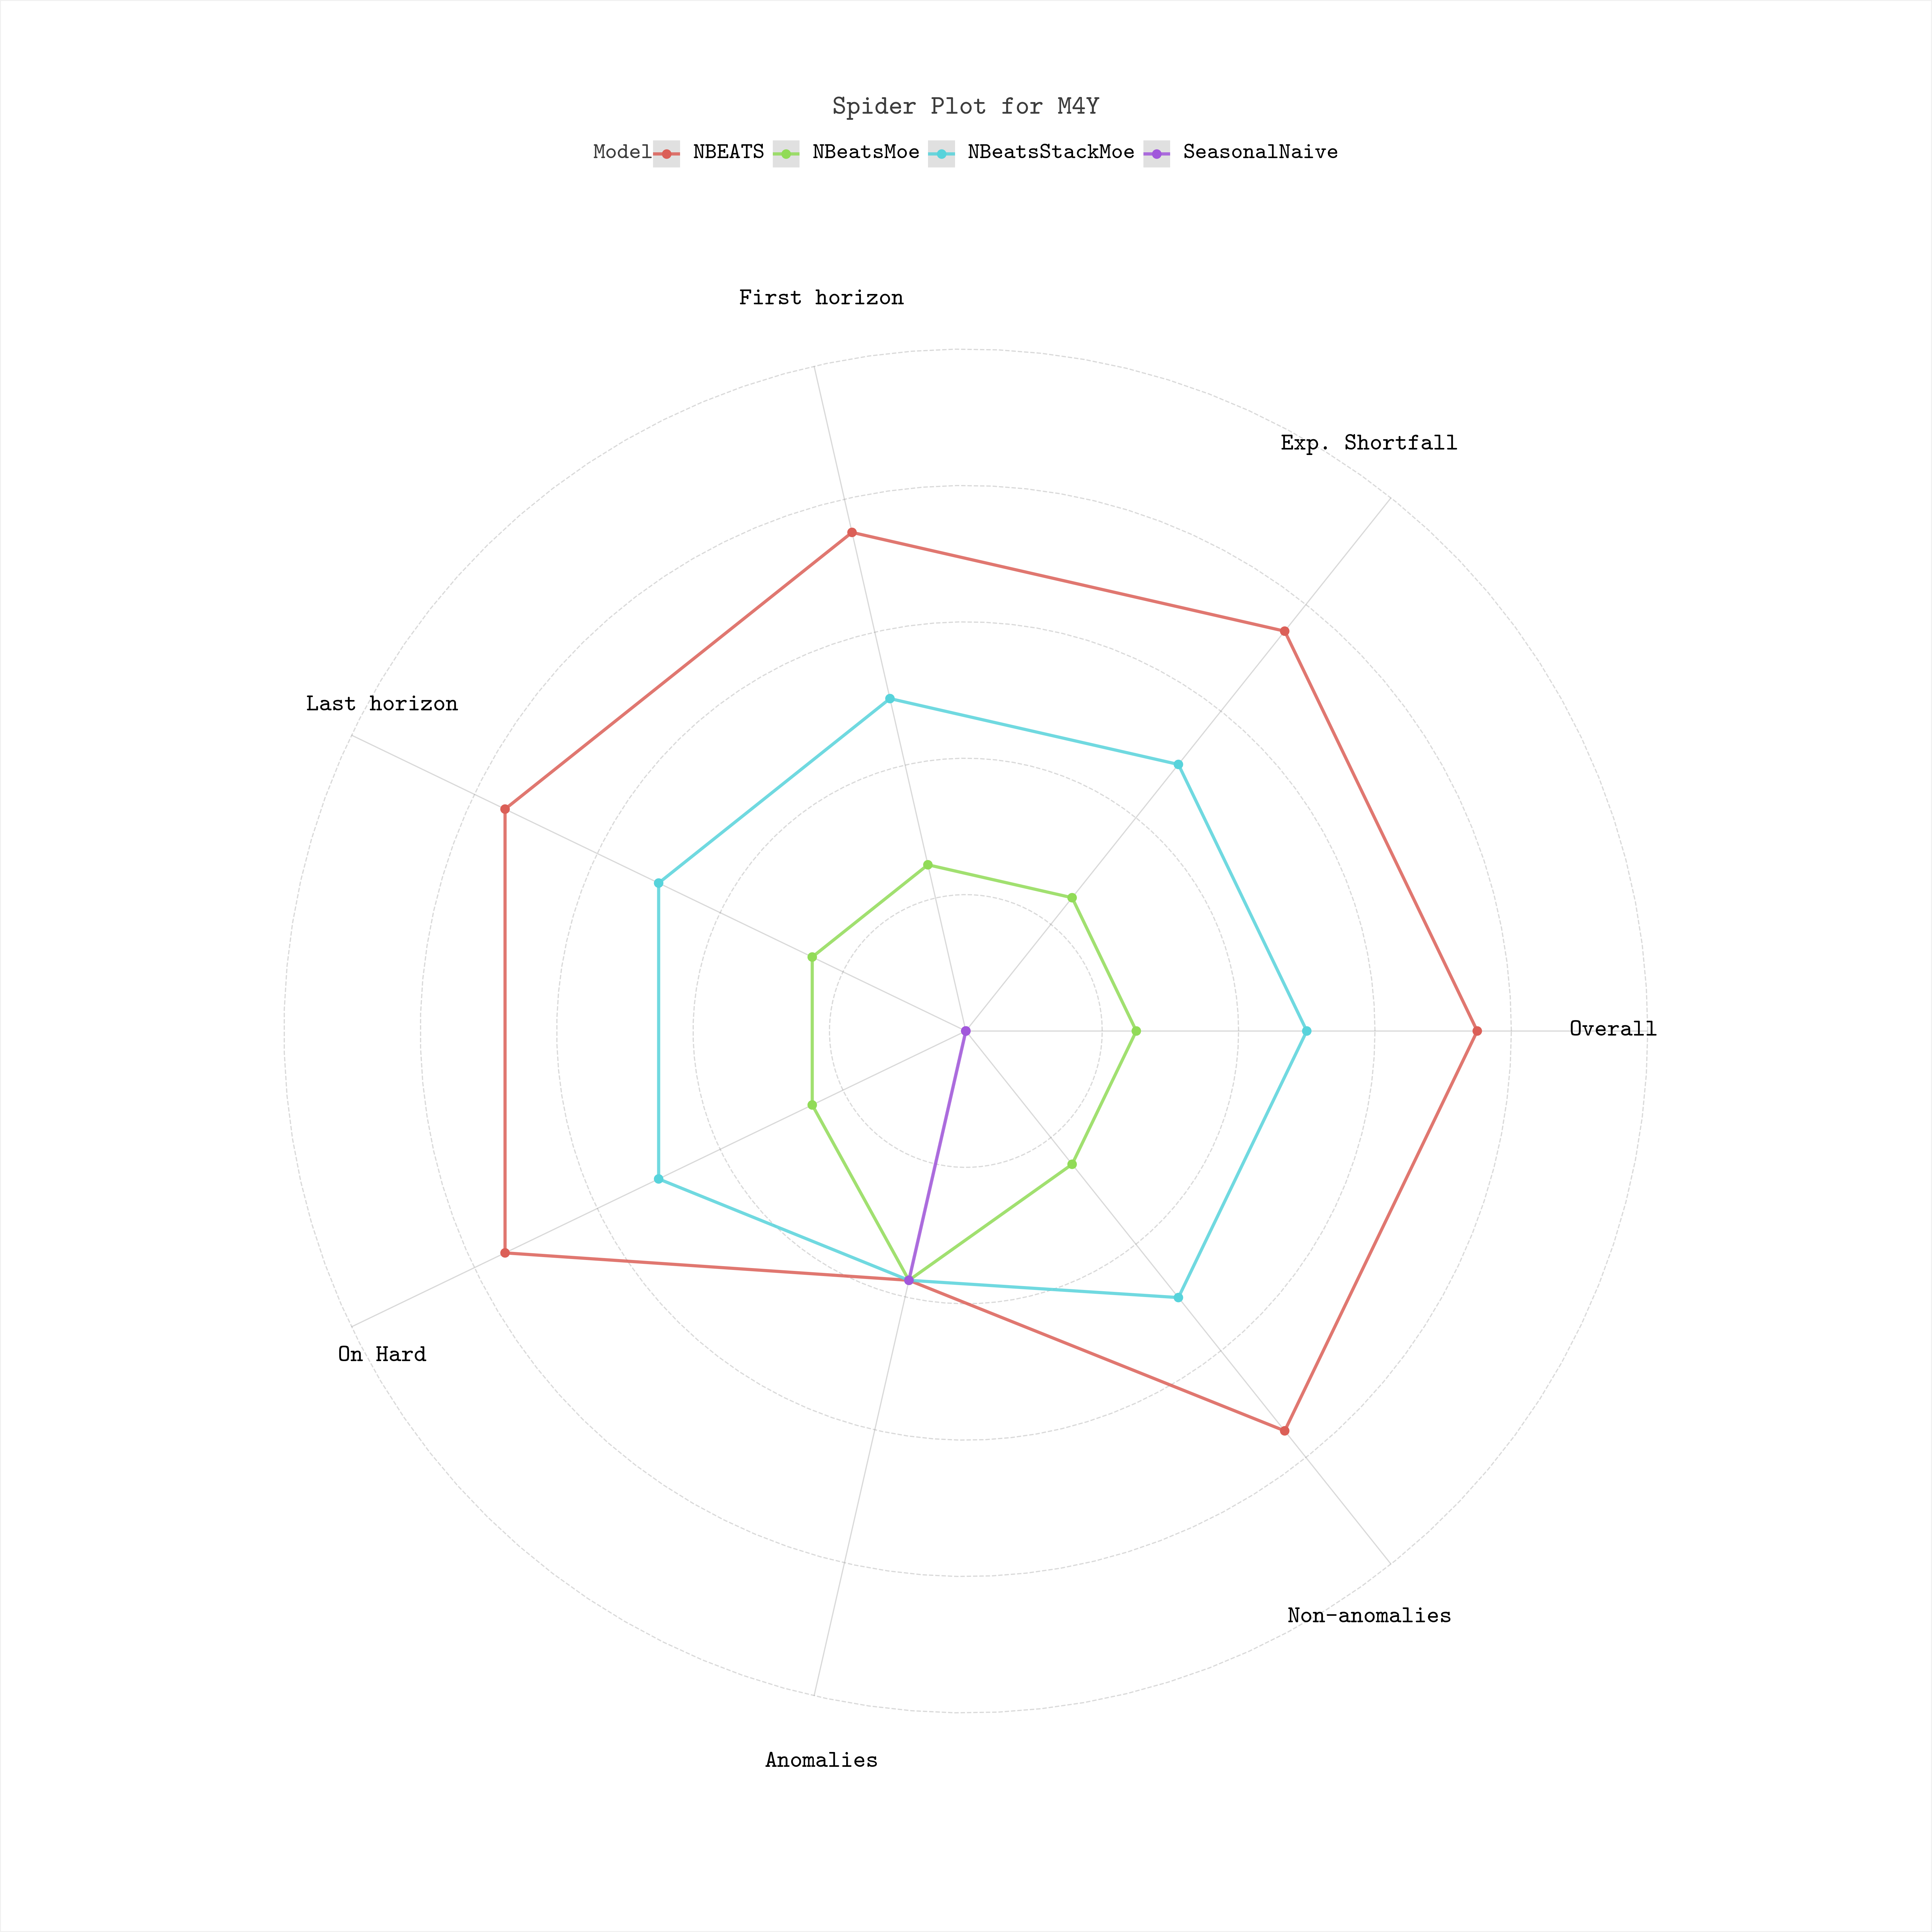 Spider Plot for M4Y
Model NBEATS NBeatsMoe NBeatsStackMoe SeasonalNaive
First horizon
Exp. Shortfall
Last horizon
Overall
On Hard
Non-anomalies
Anomalies